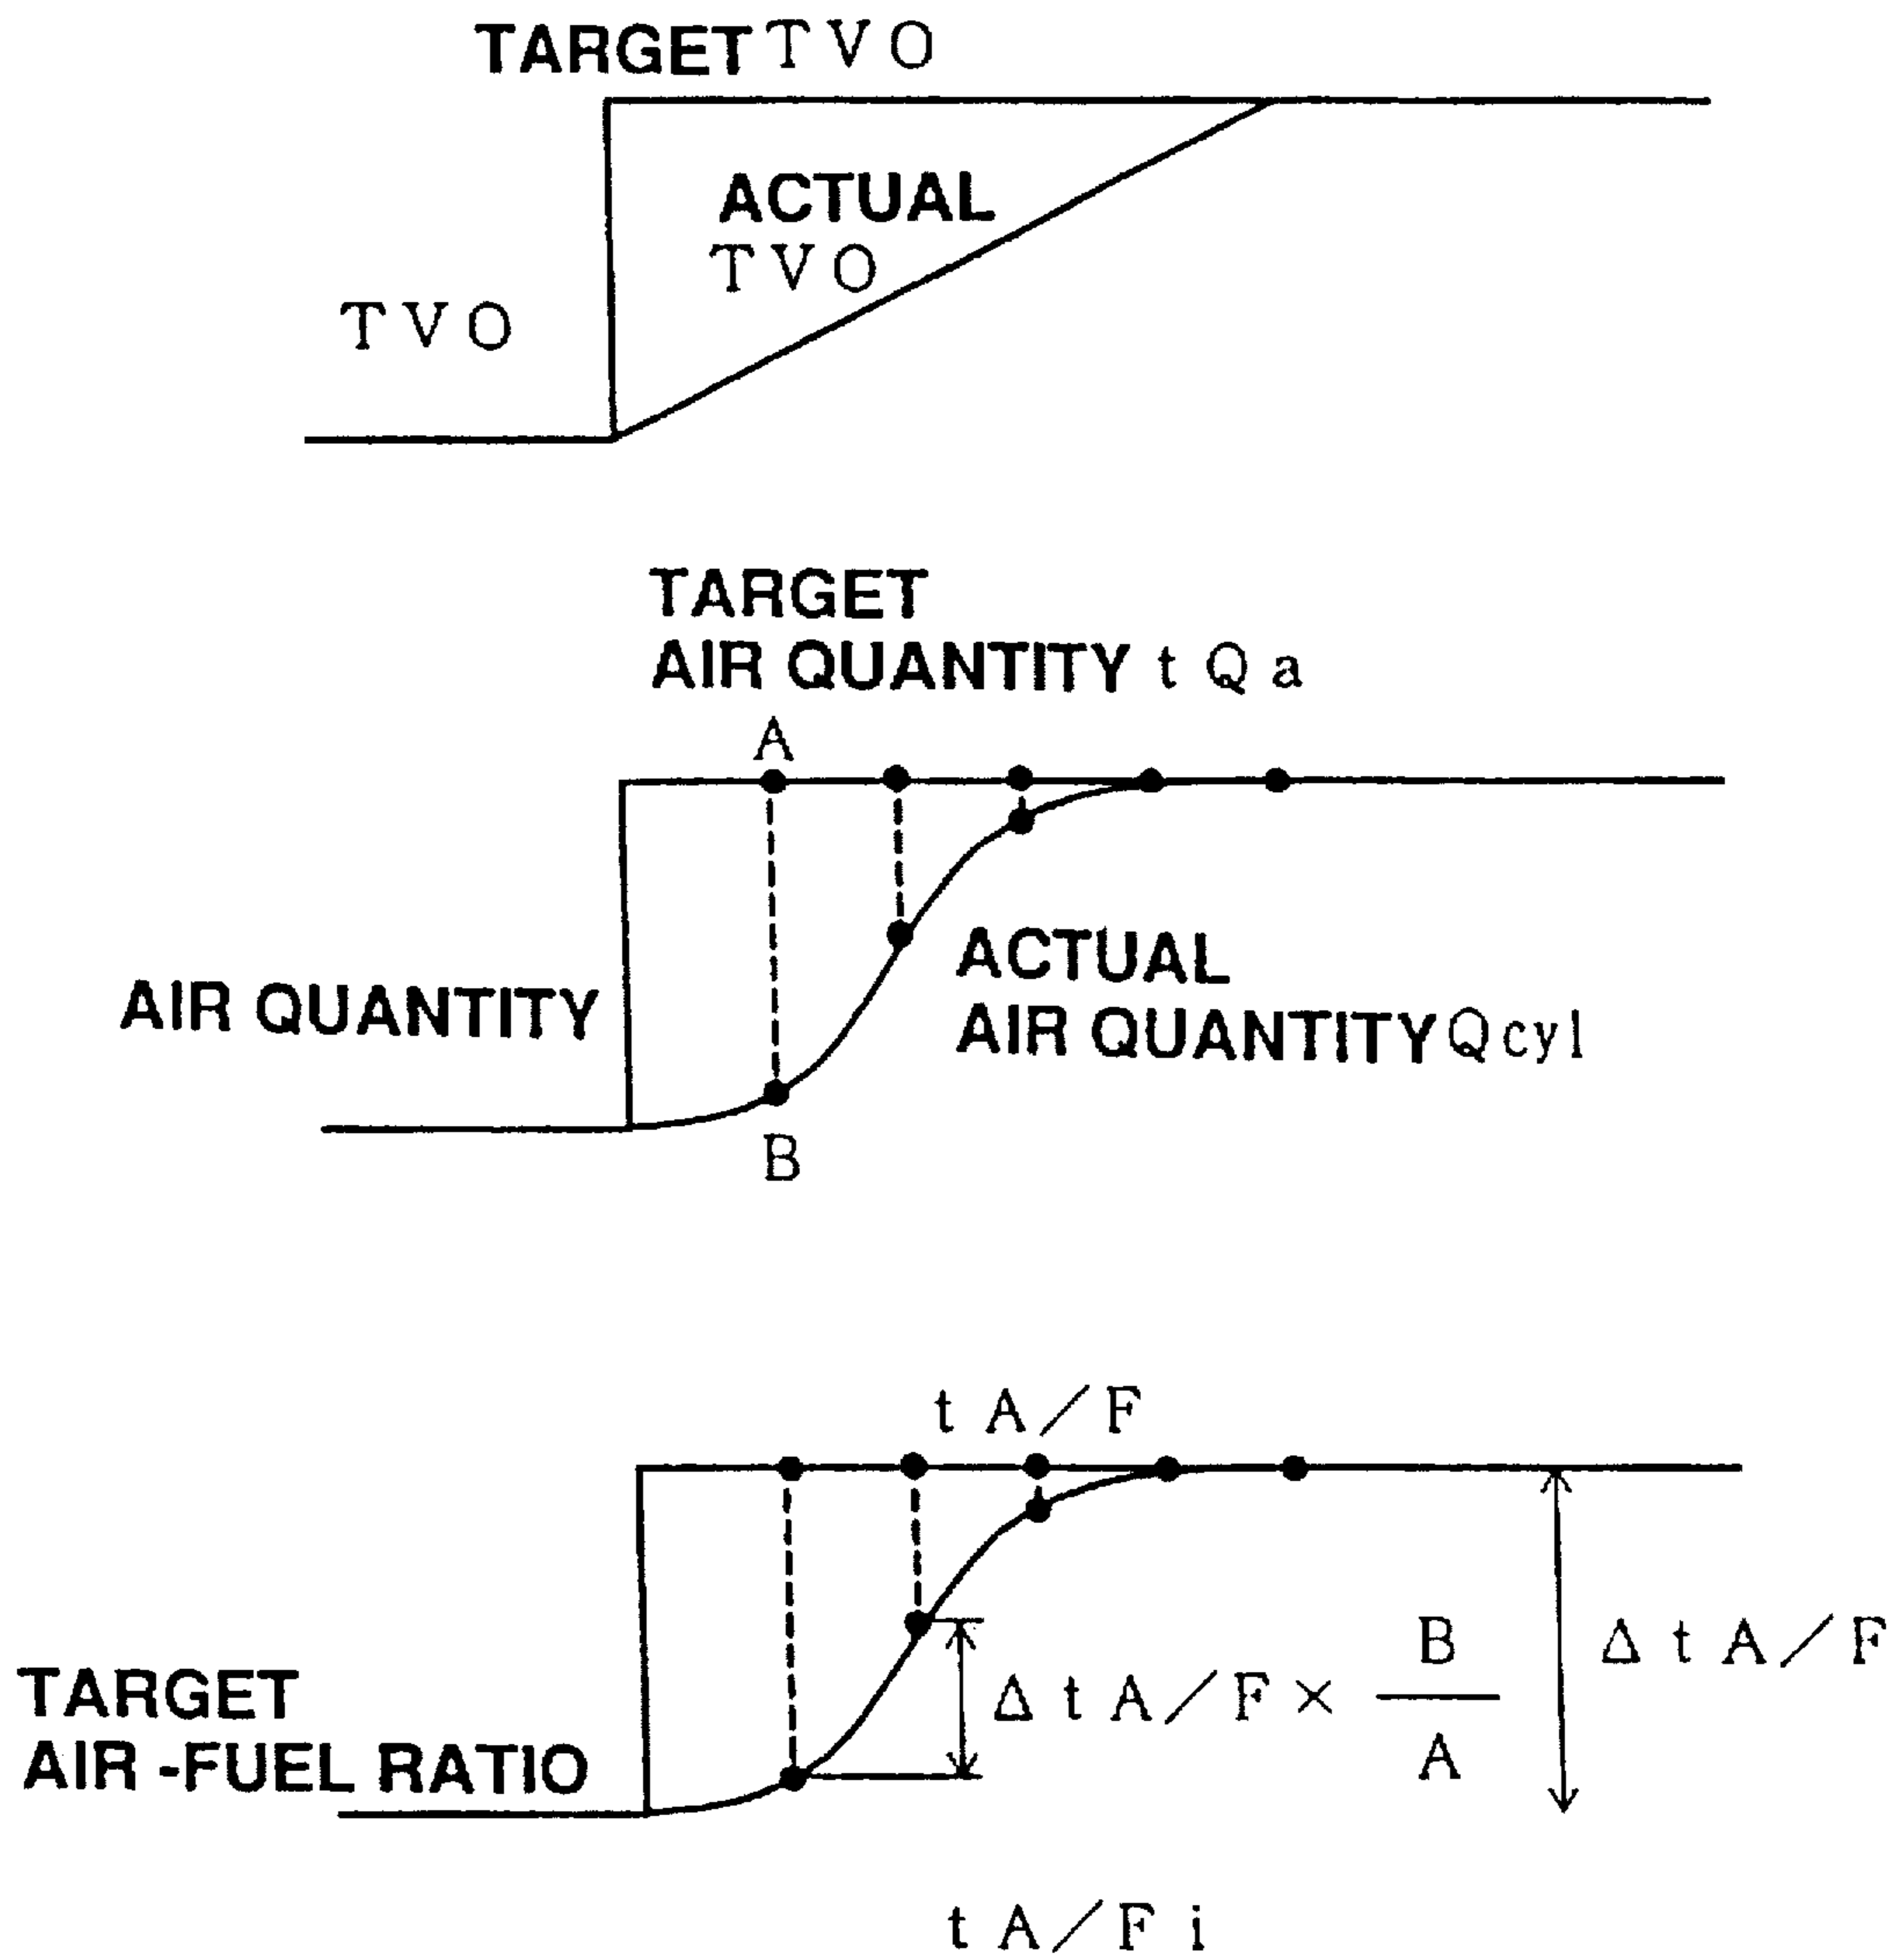 TARGET TVO
ACTUAL
TVO
TVO
TARGET
AIR QUANTITY tQa
A
AIR QUANTITY
ACTUAL
AIR QUANTITY Qcyl
B
tA/F
TARGET
AIR-FUEL RATIO
ΔtA/F × B/A
ΔtA/F
tA/Fi